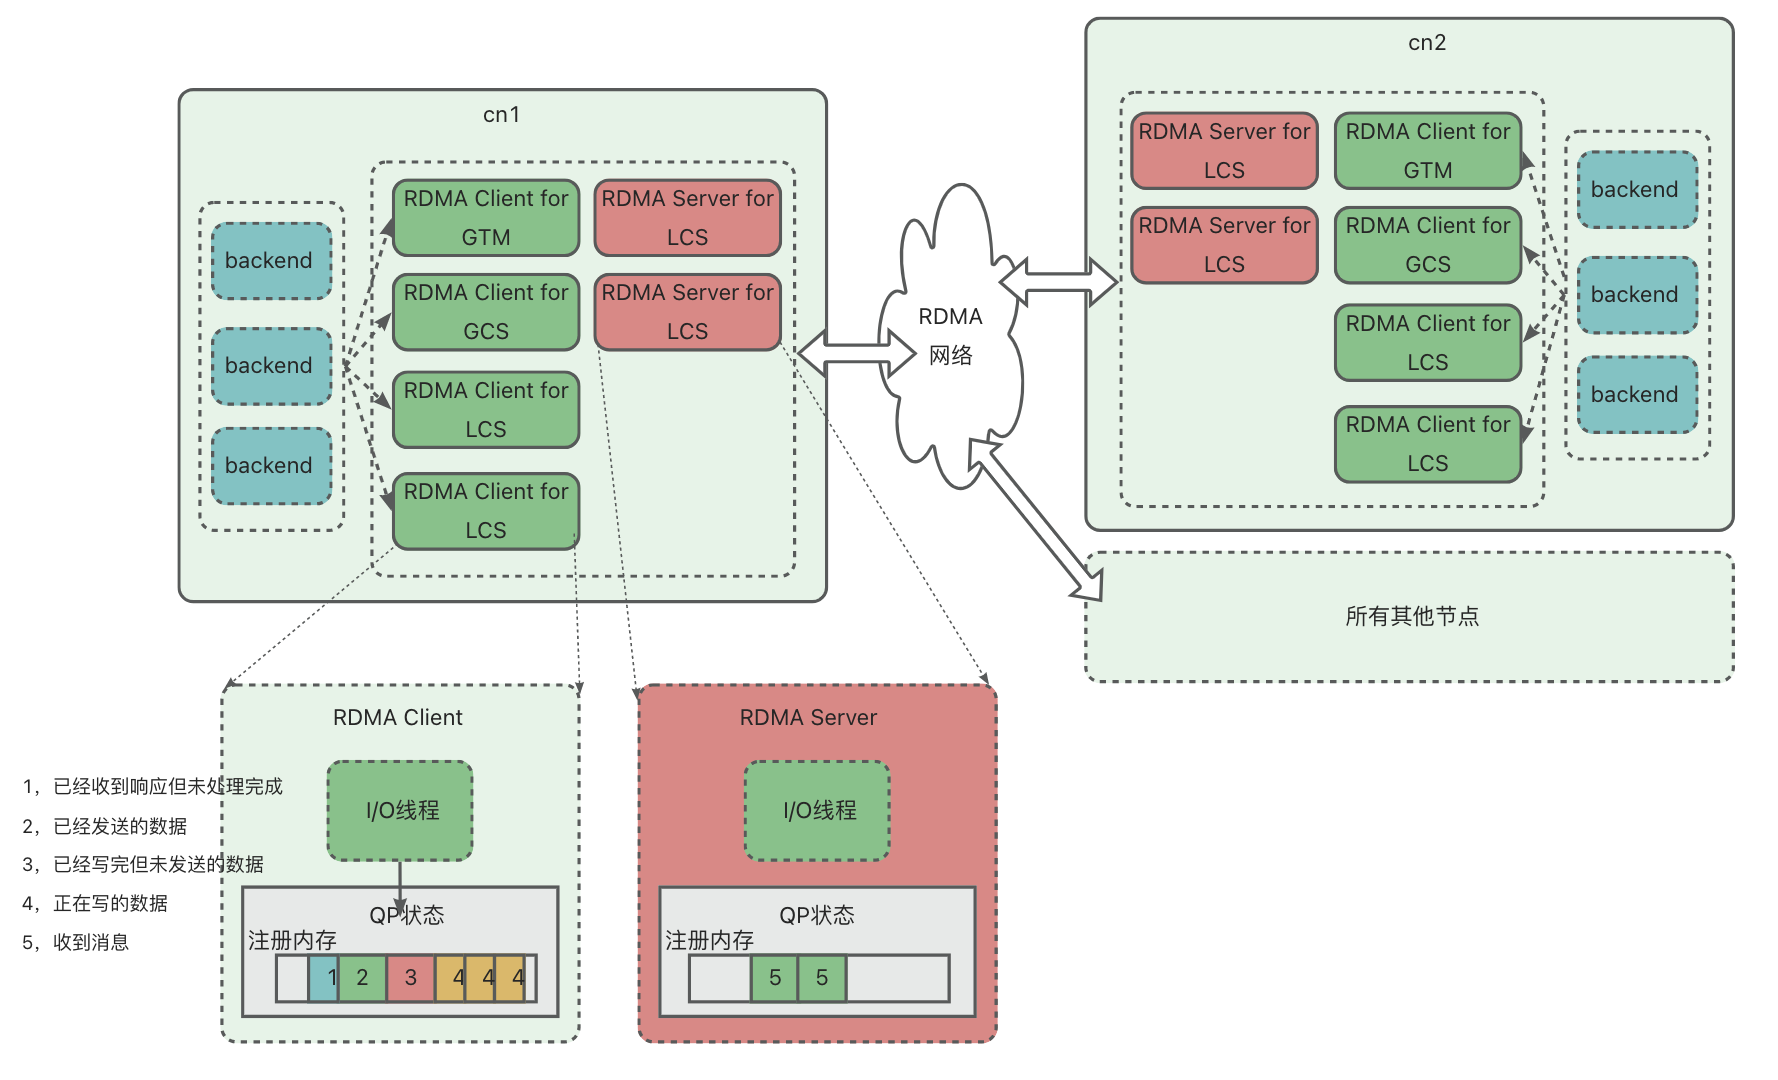 cn1
backend
backend
backend
RDMA Client for
GTM
RDMA Server for
LCS
RDMA Client for
GCS
RDMA Server for
LCS
RDMA Client for
LCS
RDMA Client for
LCS
RDMA
网络
cn2
RDMA Server for
LCS
RDMA Client for
GTM
RDMA Server for
LCS
RDMA Client for
GCS
RDMA Client for
LCS
RDMA Client for
LCS
backend
backend
backend
所有其他节点
1，已经收到响应但未处理完成
2，已经发送的数据
3，已经写完但未发送的数据
4，正在写的数据
5，收到消息
RDMA Client
I/O线程
QP状态
注册内存
1 2 3 4 4 4
RDMA Server
I/O线程
QP状态
注册内存
5 5